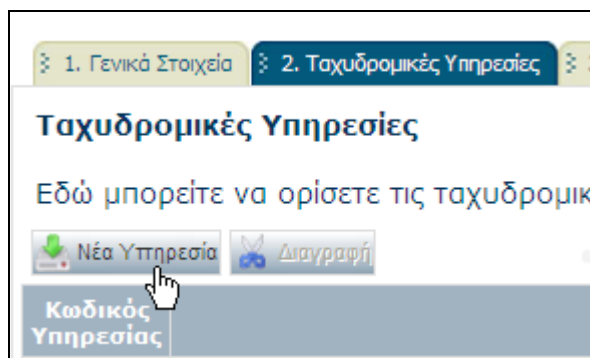 1. Γενικά Στοιχεία 2. Ταχυδρομικές Υπηρεσίες
Ταχυδρομικές Υπηρεσίες
Εδώ μπορείτε να ορίσετε τις ταχυδρομικ
Νέα Υπηρεσία Διαγραφή
Κωδικός
Υπηρεσίας